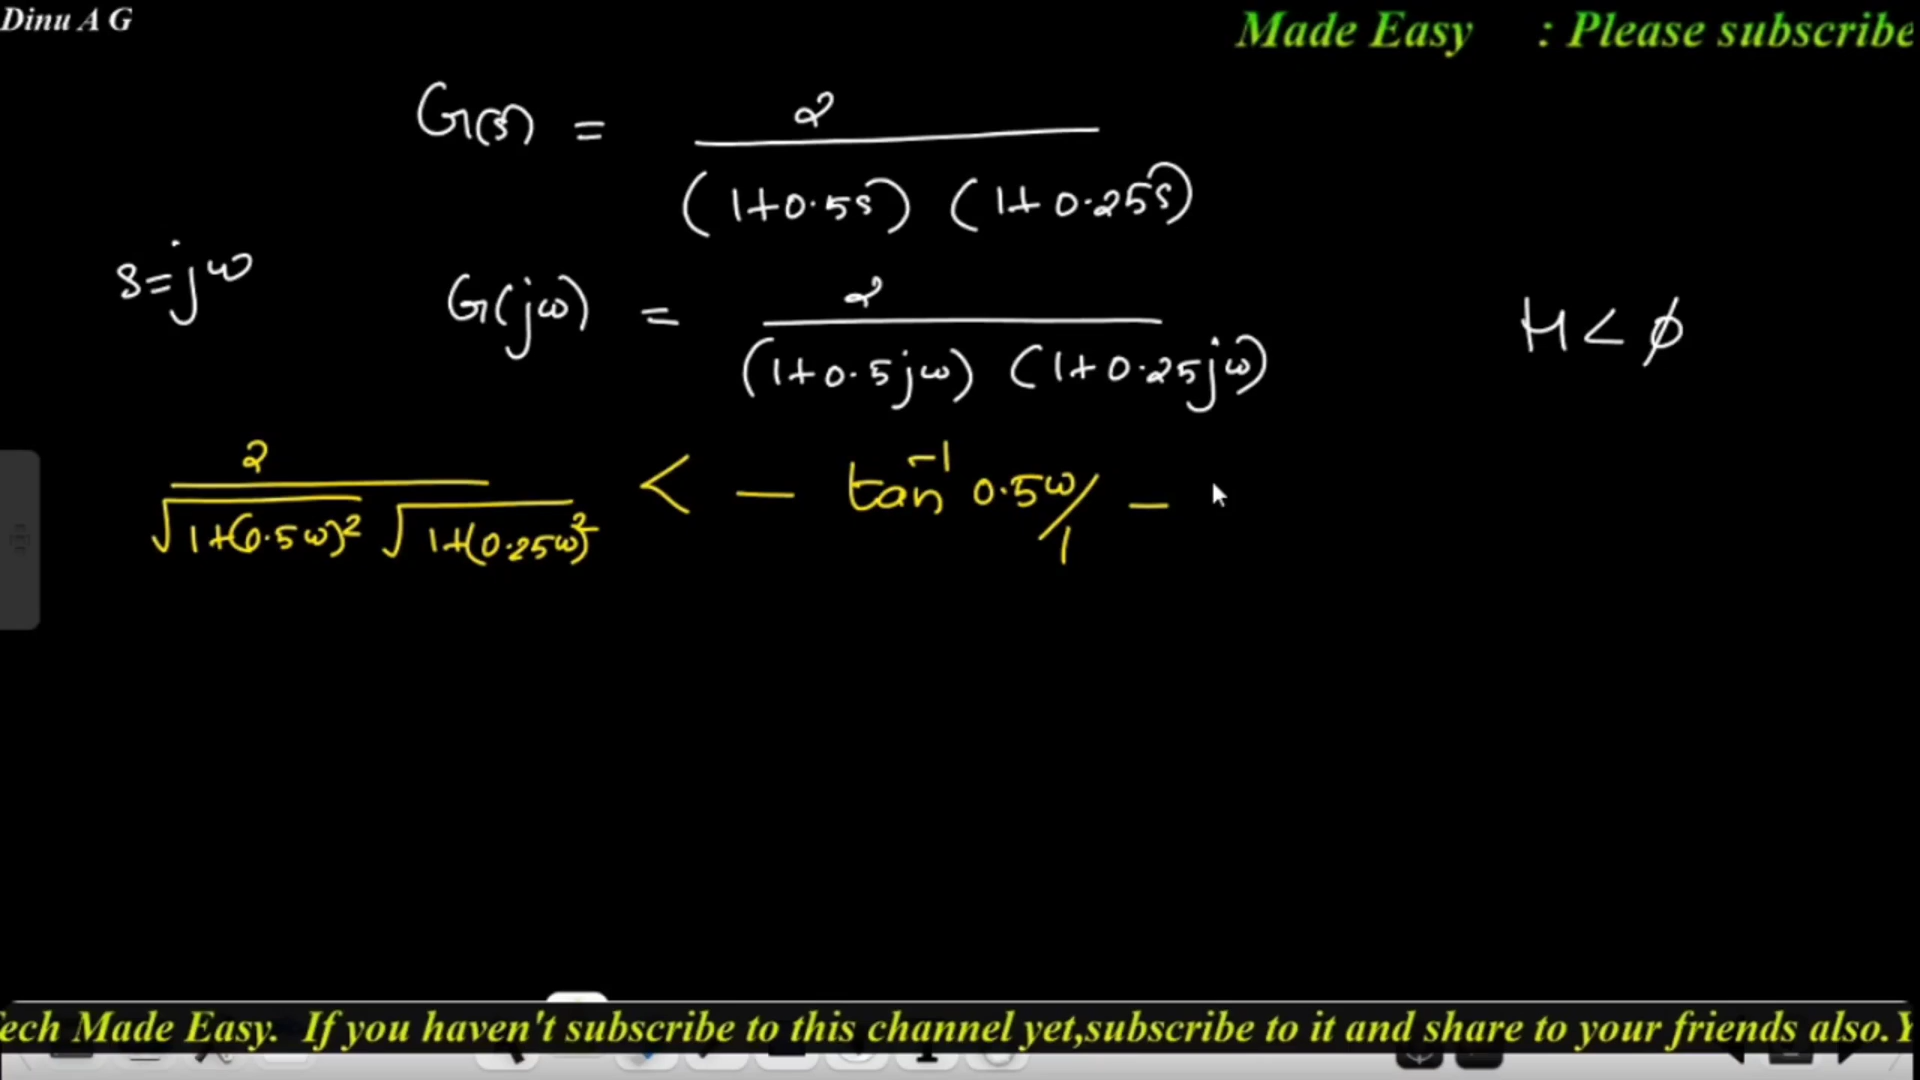 Dinu A G
Made Easy : Please subscribe
G(s) = 2 / (1+0.5s) (1+0.25s)
s=jω
G(jω) = 2 / (1+0.5jω) (1+0.25jω)
M < φ
2 / √1+(0.5ω)² √1+(0.25ω)² < – tan⁻¹ 0.5ω/1 –
ech Made Easy. If you haven't subscribe to this channel yet,subscribe to it and share to your friends also.Y